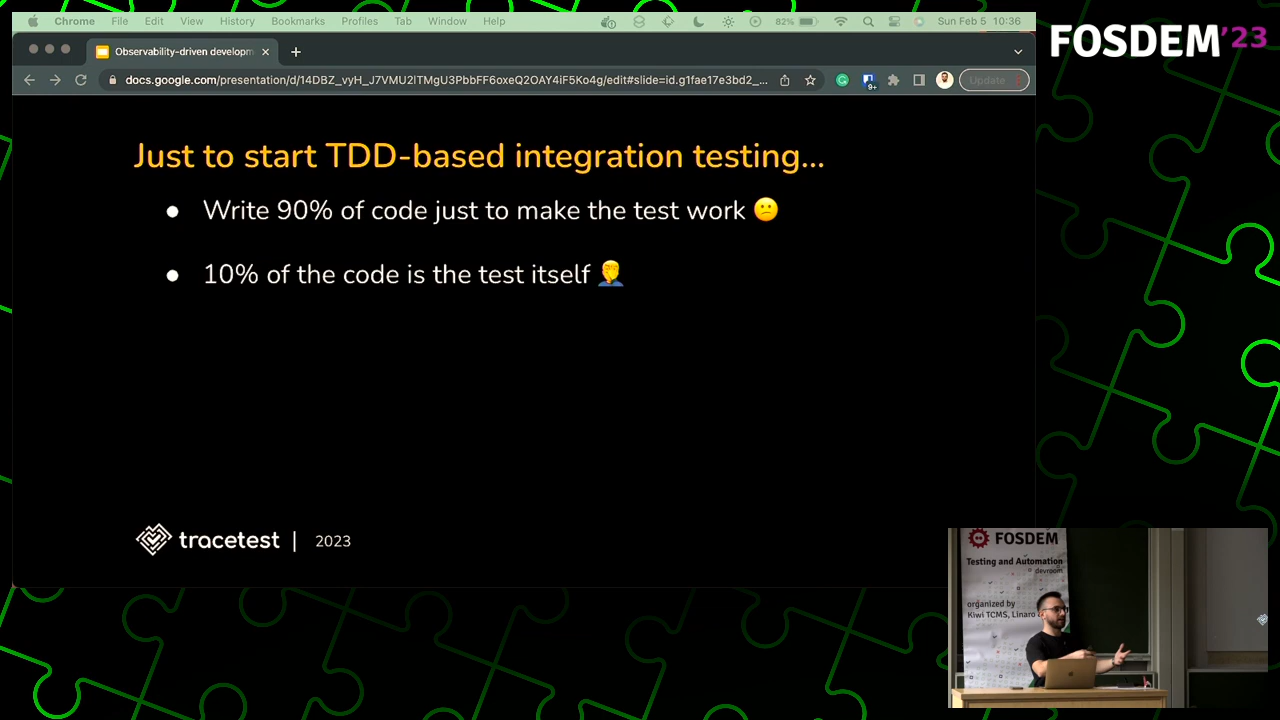 Chrome File Edit View History Bookmarks Profiles Tab Window Help 82% Sun Feb 5 10:36
FOSDEM'23
Observability-driven developm
docs.google.com/presentation/d/14DBZ_vyH_J7VMU2lTMgU3PbbFF6oxeQ2OAY4iF5Ko4g/edit#slide=id.g1fae17e3bd2_...
9+
Update
Just to start TDD-based integration testing...
Write 90% of code just to make the test work 😕
10% of the code is the test itself 🤦‍♂️
tracetest | 2023
FOSDEM
Testing and Automation
devroom
organized by
Kiwi TCMS, Linaro